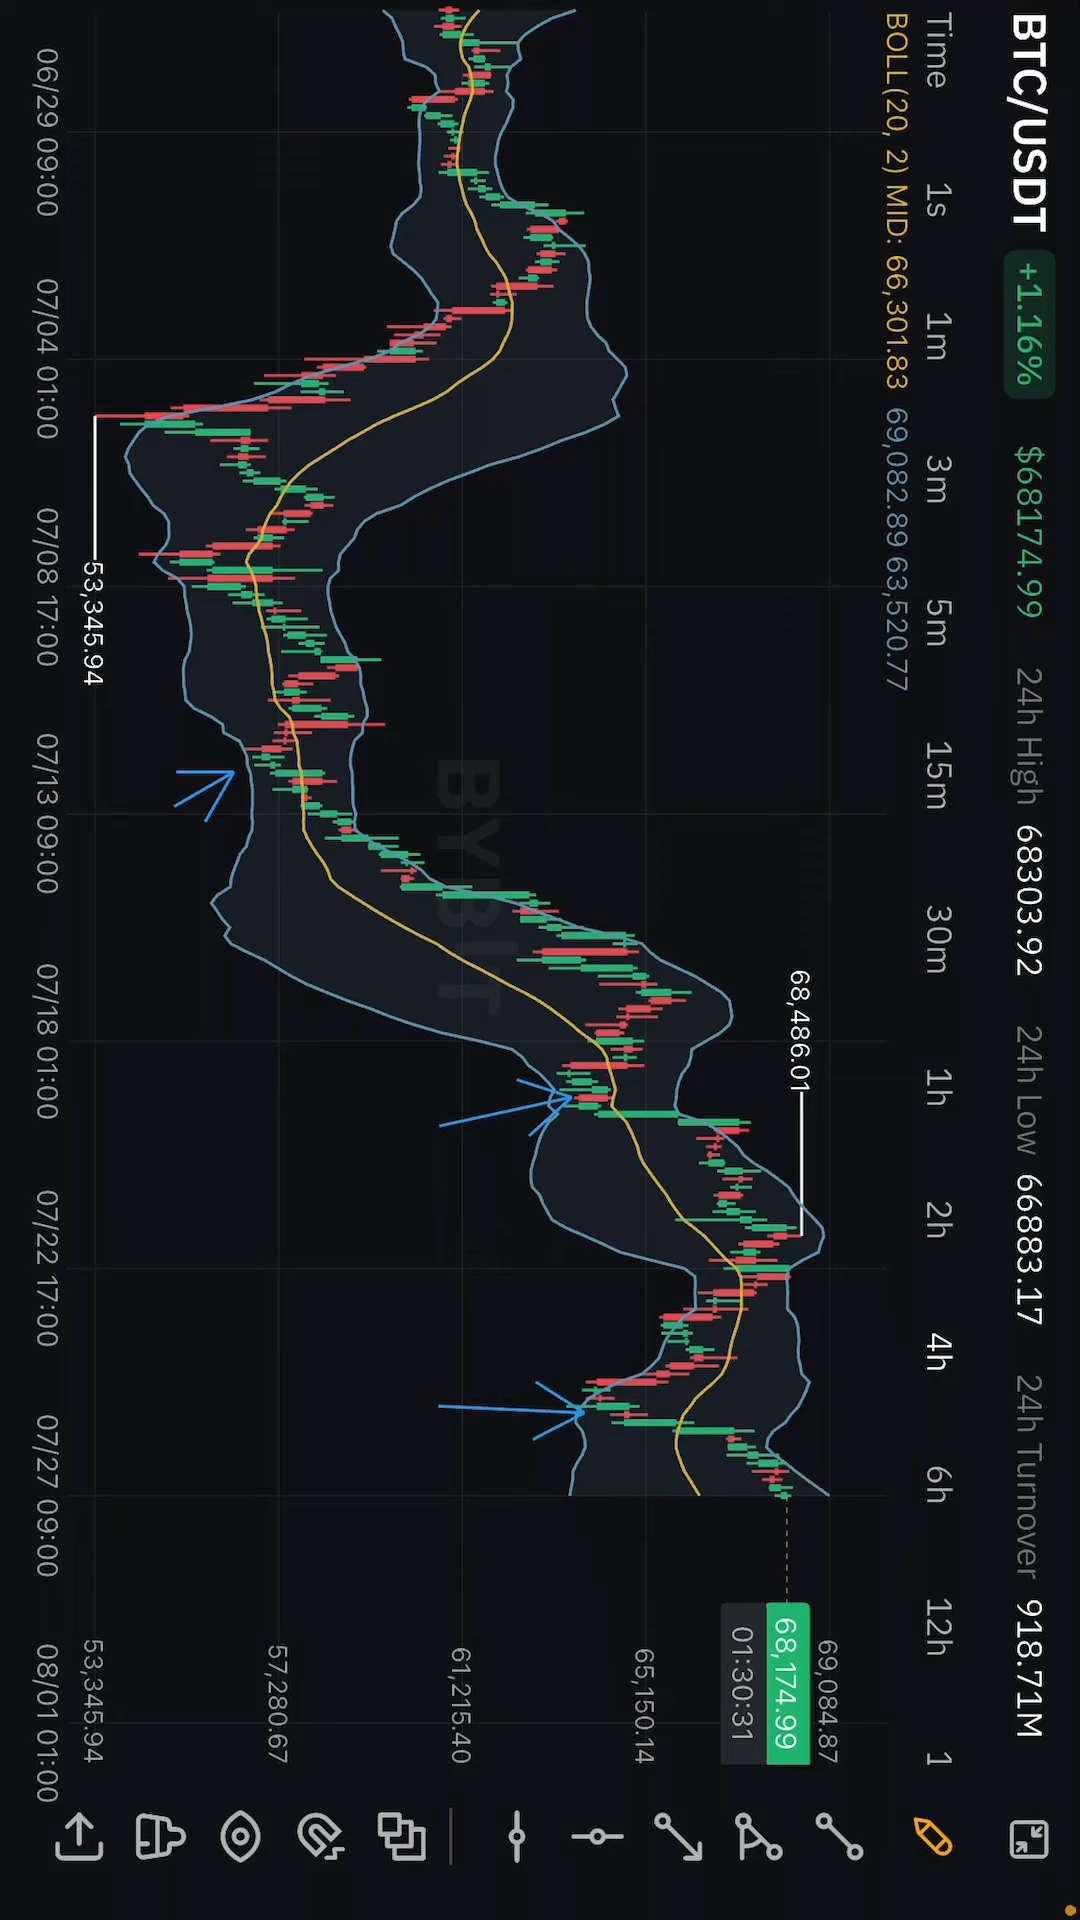 BTC/USDT +1.16% $68174.99 24h High 68303.92 24h Low 66883.17 24h Turnover 918.71M
Time 1s 1m 3m 5m 15m 30m 1h 2h 4h 6h 12h 1
BOLL(20, 2) MID: 66,301.83 69,082.89 63,520.77
69,084.87
68,486.01
68,174.99
01:30:31
65,150.14
BYBIT
61,215.40
57,280.67
53,345.94
53,345.94
06/29 09:00 07/04 01:00 07/08 17:00 07/13 09:00 07/18 01:00 07/22 17:00 07/27 09:00 08/01 01:00